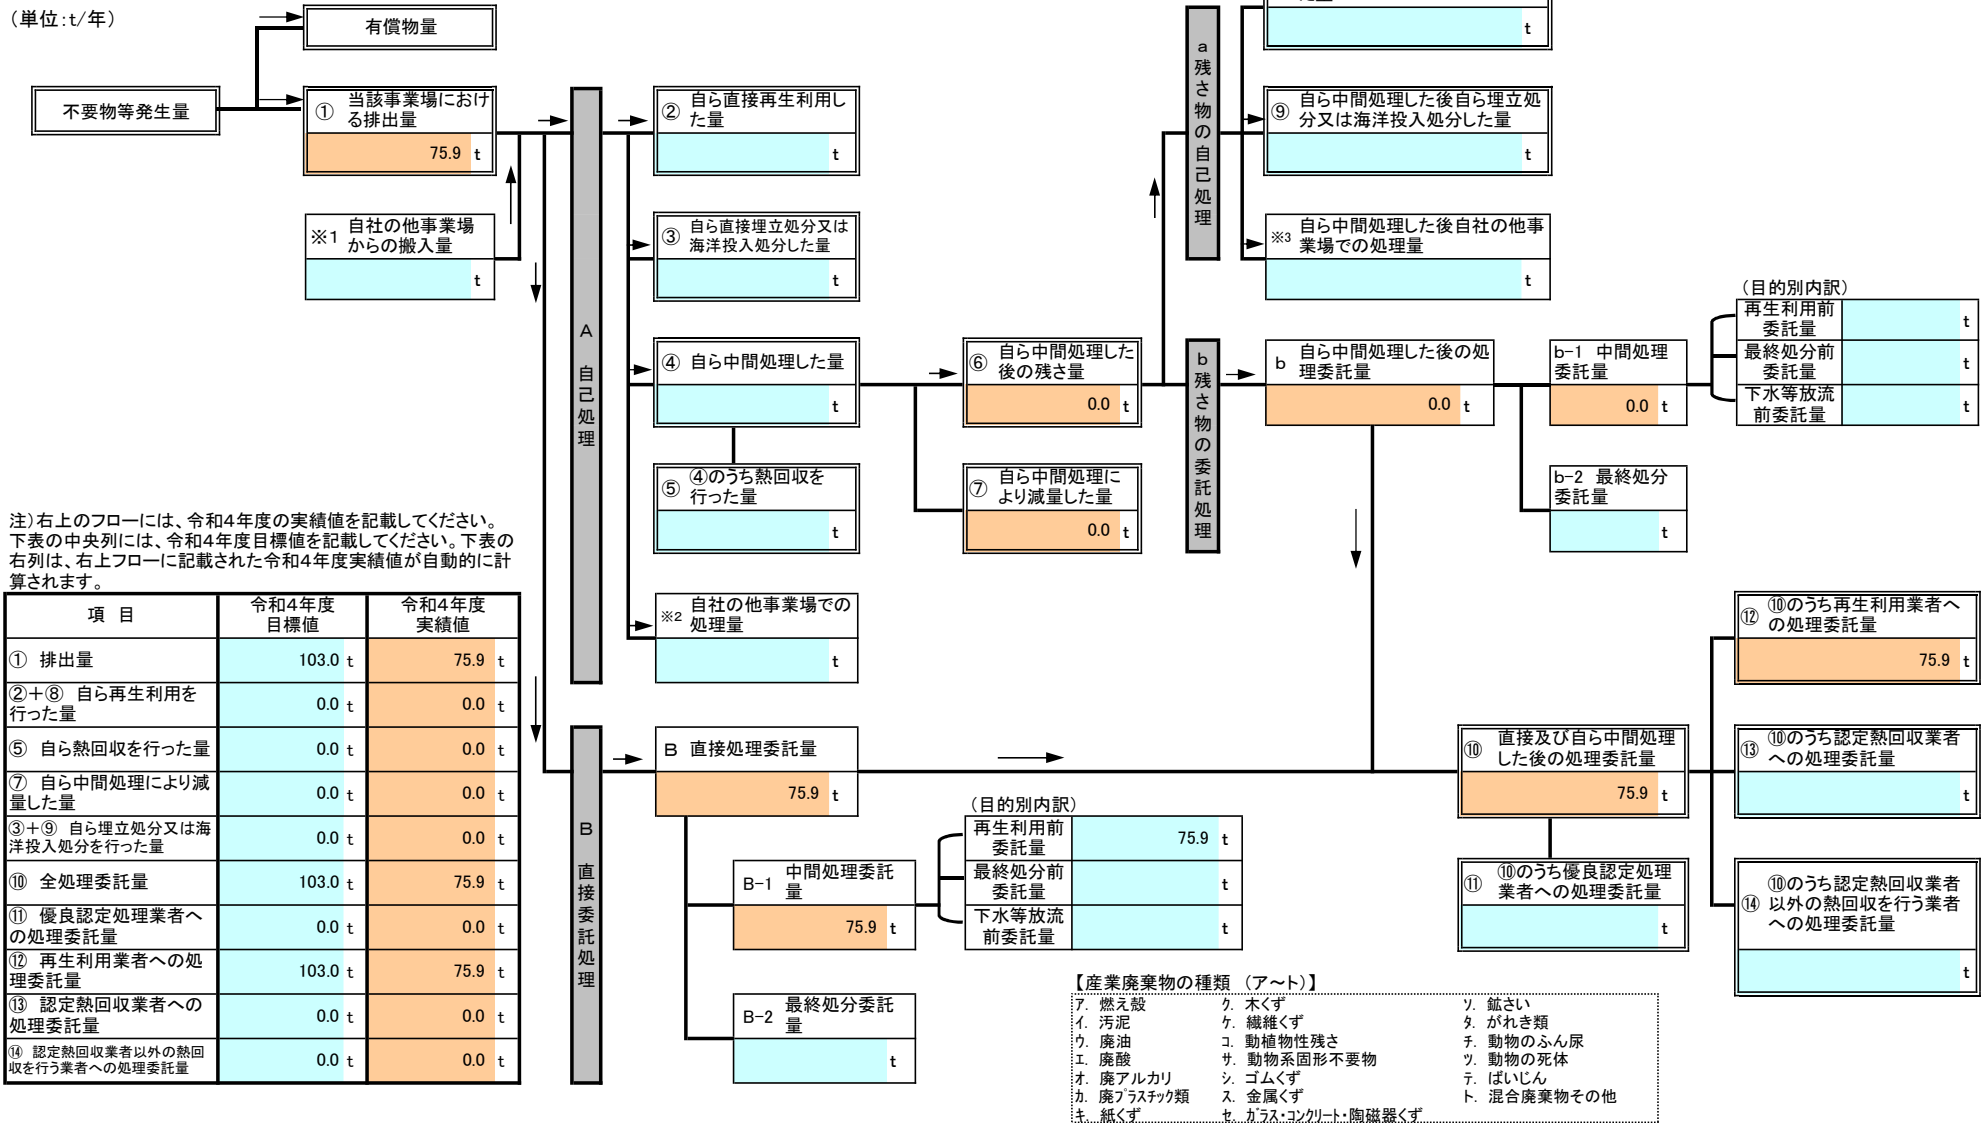 （単位：t/年）
有償物量
不要物等発生量
① 当該事業場におけ
る排出量
75.9 t
※1 自社の他事業場
からの搬入量
t
A 自己処理
② 自ら直接再生利用し
た量
t
③ 自ら直接埋立処分又は
海洋投入処分した量
t
④ 自ら中間処理した量
t
⑤ ④のうち熱回収を
行った量
t
※2 自社の他事業場での
処理量
t
⑥ 自ら中間処理した
後の残さ量
0.0 t
⑦ 自ら中間処理に
より減量した量
0.0 t
a 残さ物の自己処理
t
⑨ 自ら中間処理した後自ら埋立処
分又は海洋投入処分した量
t
※3 自ら中間処理した後自社の他事
業場での処理量
t
b 残さ物の委託処理
b 自ら中間処理した後の処
理委託量
0.0 t
b-1 中間処理
委託量
0.0 t
b-2 最終処分
委託量
t
（目的別内訳）
再生利用前
委託量
t
最終処分前
委託量
t
下水等放流
前委託量
t
注）右上のフローには、令和4年度の実績値を記載してください。
下表の中央列には、令和4年度目標値を記載してください。下表の
右列は、右上フローに記載された令和4年度実績値が自動的に計
算されます。
項 目 令和4年度 令和4年度
目標値 実績値
① 排出量 103.0 t 75.9 t
②＋⑧ 自ら再生利用を
行った量 0.0 t 0.0 t
⑤ 自ら熱回収を行った量 0.0 t 0.0 t
⑦ 自ら中間処理により減
量した量 0.0 t 0.0 t
③＋⑨ 自ら埋立処分又は海
洋投入処分を行った量 0.0 t 0.0 t
⑩ 全処理委託量 103.0 t 75.9 t
⑪ 優良認定処理業者へ
の処理委託量 0.0 t 0.0 t
⑫ 再生利用業者への処
理委託量 103.0 t 75.9 t
⑬ 認定熱回収業者への
処理委託量 0.0 t 0.0 t
⑭ 認定熱回収業者以外の熱回
収を行う業者への処理委託量 0.0 t 0.0 t
B 直接委託処理
B 直接処理委託量
75.9 t
B-1 中間処理委託
量
75.9 t
B-2 最終処分委託
量
t
（目的別内訳）
再生利用前
委託量
75.9 t
最終処分前
委託量
t
下水等放流
前委託量
t
⑩ 直接及び自ら中間処理
した後の処理委託量
75.9 t
⑪ ⑩のうち優良認定処理
業者への処理委託量
t
⑫ ⑩のうち再生利用業者へ
の処理委託量
75.9 t
⑬ ⑩のうち認定熱回収業者
への処理委託量
t
⑭ ⑩のうち認定熱回収業者
以外の熱回収を行う業者
への処理委託量
t
【産業廃棄物の種類 （ア～ト）】
ア. 燃え殻 ク. 木くず ソ. 鉱さい
イ. 汚泥 ケ. 繊維くず タ. がれき類
ウ. 廃油 コ. 動植物性残さ チ. 動物のふん尿
エ. 廃酸 サ. 動物系固形不要物 ツ. 動物の死体
オ. 廃アルカリ シ. ゴムくず テ. ばいじん
カ. 廃プラスチック類 ス. 金属くず ト. 混合廃棄物その他
キ. 紙くず セ. ガラス・コンクリート・陶磁器くず